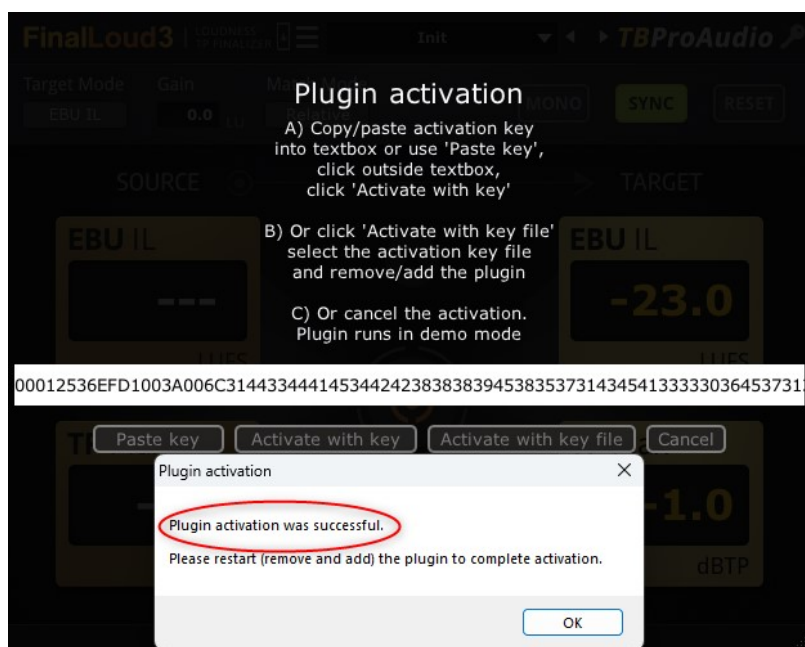 FinalLoud3 LOUDNESS TP FINALIZER Init TBProAudio
Target Mode Gain
EBU IL 0.0 Relative MONO SYNC RESET
Plugin activation
A) Copy/paste activation key
into textbox or use 'Paste key',
click outside textbox,
click 'Activate with key'
SOURCE TARGET
B) Or click 'Activate with key file'
select the activation key file
and remove/add the plugin
EBU IL EBU IL
--- -23.0
C) Or cancel the activation.
Plugin runs in demo mode
LUFS LUFS
00012536EFD1003A006C31443344414534424238383839453835373143454133333036453731
Paste key Activate with key Activate with key file Cancel
Plugin activation
Plugin activation was successful.
Please restart (remove and add) the plugin to complete activation.
-1.0
dBTP
OK